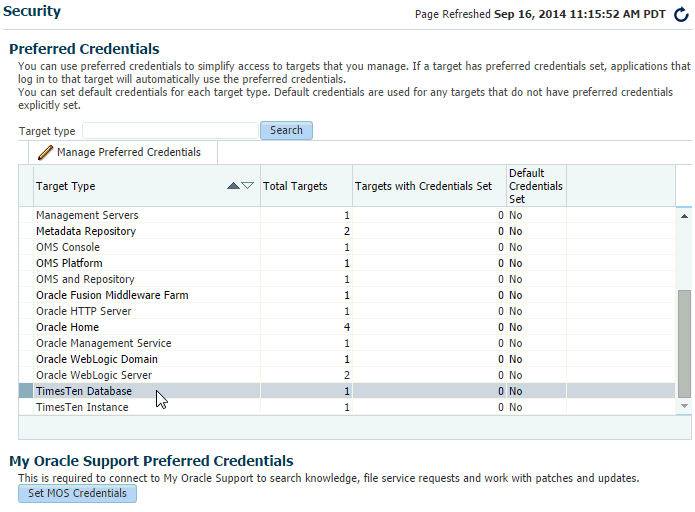 Security
Page Refreshed Sep 16, 2014 11:15:52 AM PDT
Preferred Credentials
You can use preferred credentials to simplify access to targets that you manage. If a target has preferred credentials set, applications that
log in to that target will automatically use the preferred credentials.
You can set default credentials for each target type. Default credentials are used for any targets that do not have preferred credentials
explicitly set.
Target type Search
Manage Preferred Credentials
Target Type Total Targets Targets with Credentials Set Default
Credentials
Set
Management Servers 1 0 No
Metadata Repository 2 0 No
OMS Console 1 0 No
OMS Platform 1 0 No
OMS and Repository 1 0 No
Oracle Fusion Middleware Farm 1 0 No
Oracle HTTP Server 1 0 No
Oracle Home 4 0 No
Oracle Management Service 1 0 No
Oracle WebLogic Domain 1 0 No
Oracle WebLogic Server 2 0 No
TimesTen Database 1 0 No
TimesTen Instance 1 0 No
My Oracle Support Preferred Credentials
This is required to connect to My Oracle Support to search knowledge, file service requests and work with patches and updates.
Set MOS Credentials